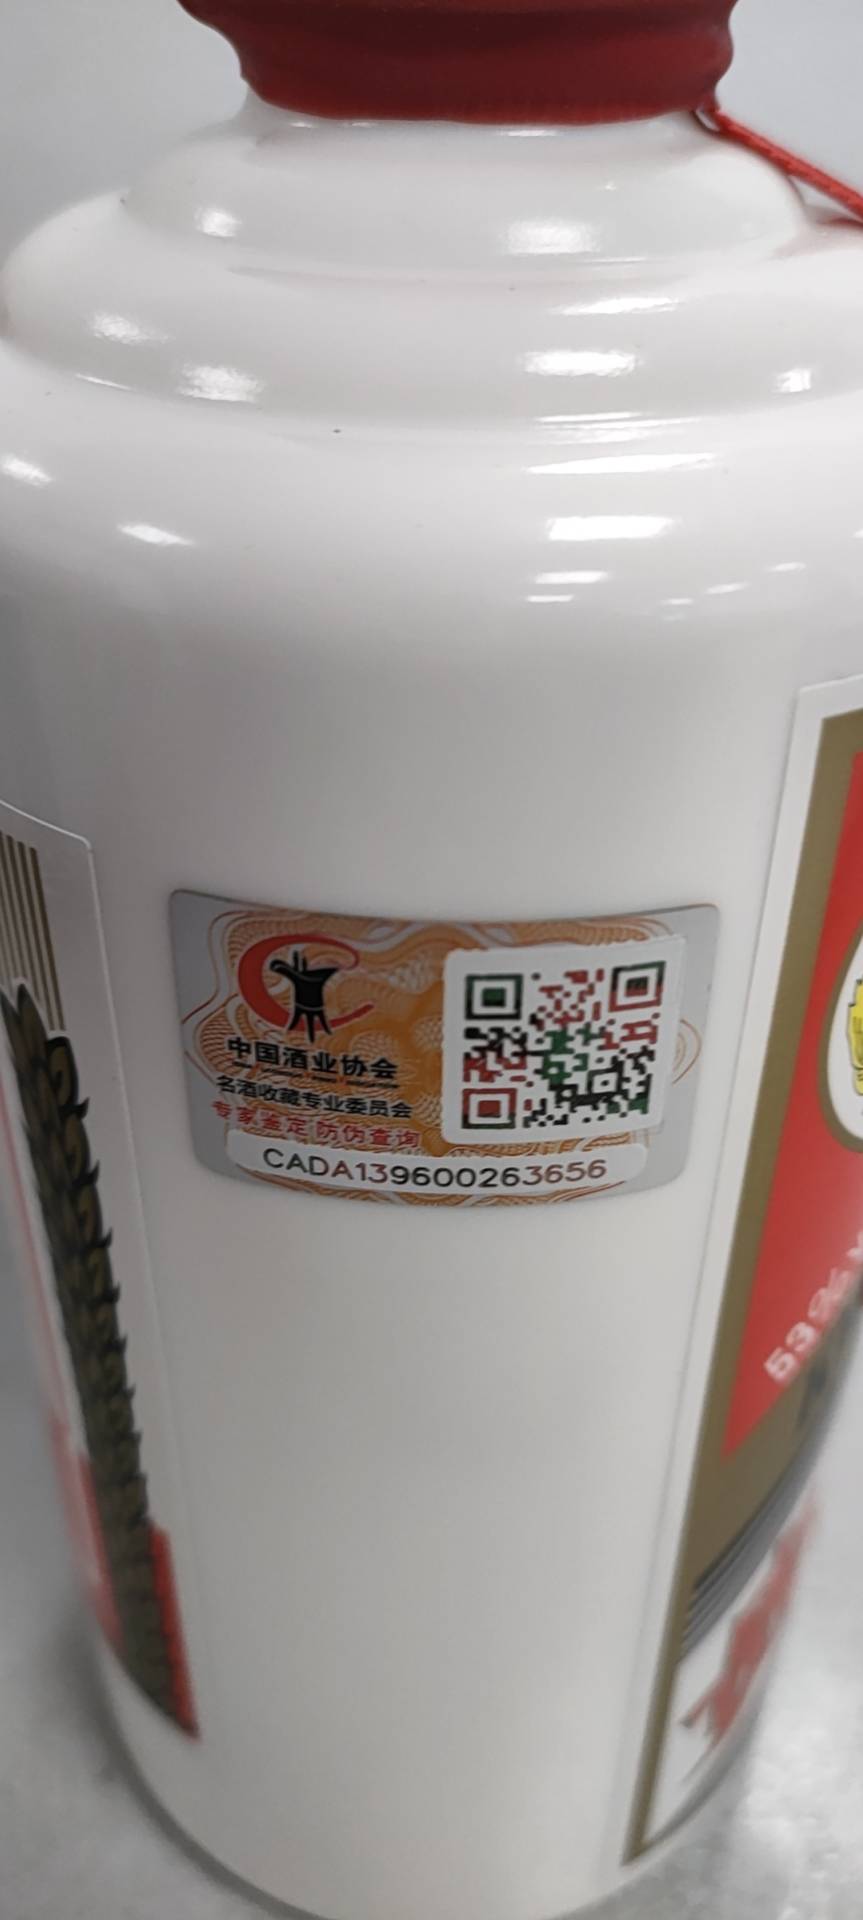 中国酒业协会
名酒收藏专业委员会
专家鉴定 防伪查询
CADA139600263656
53%